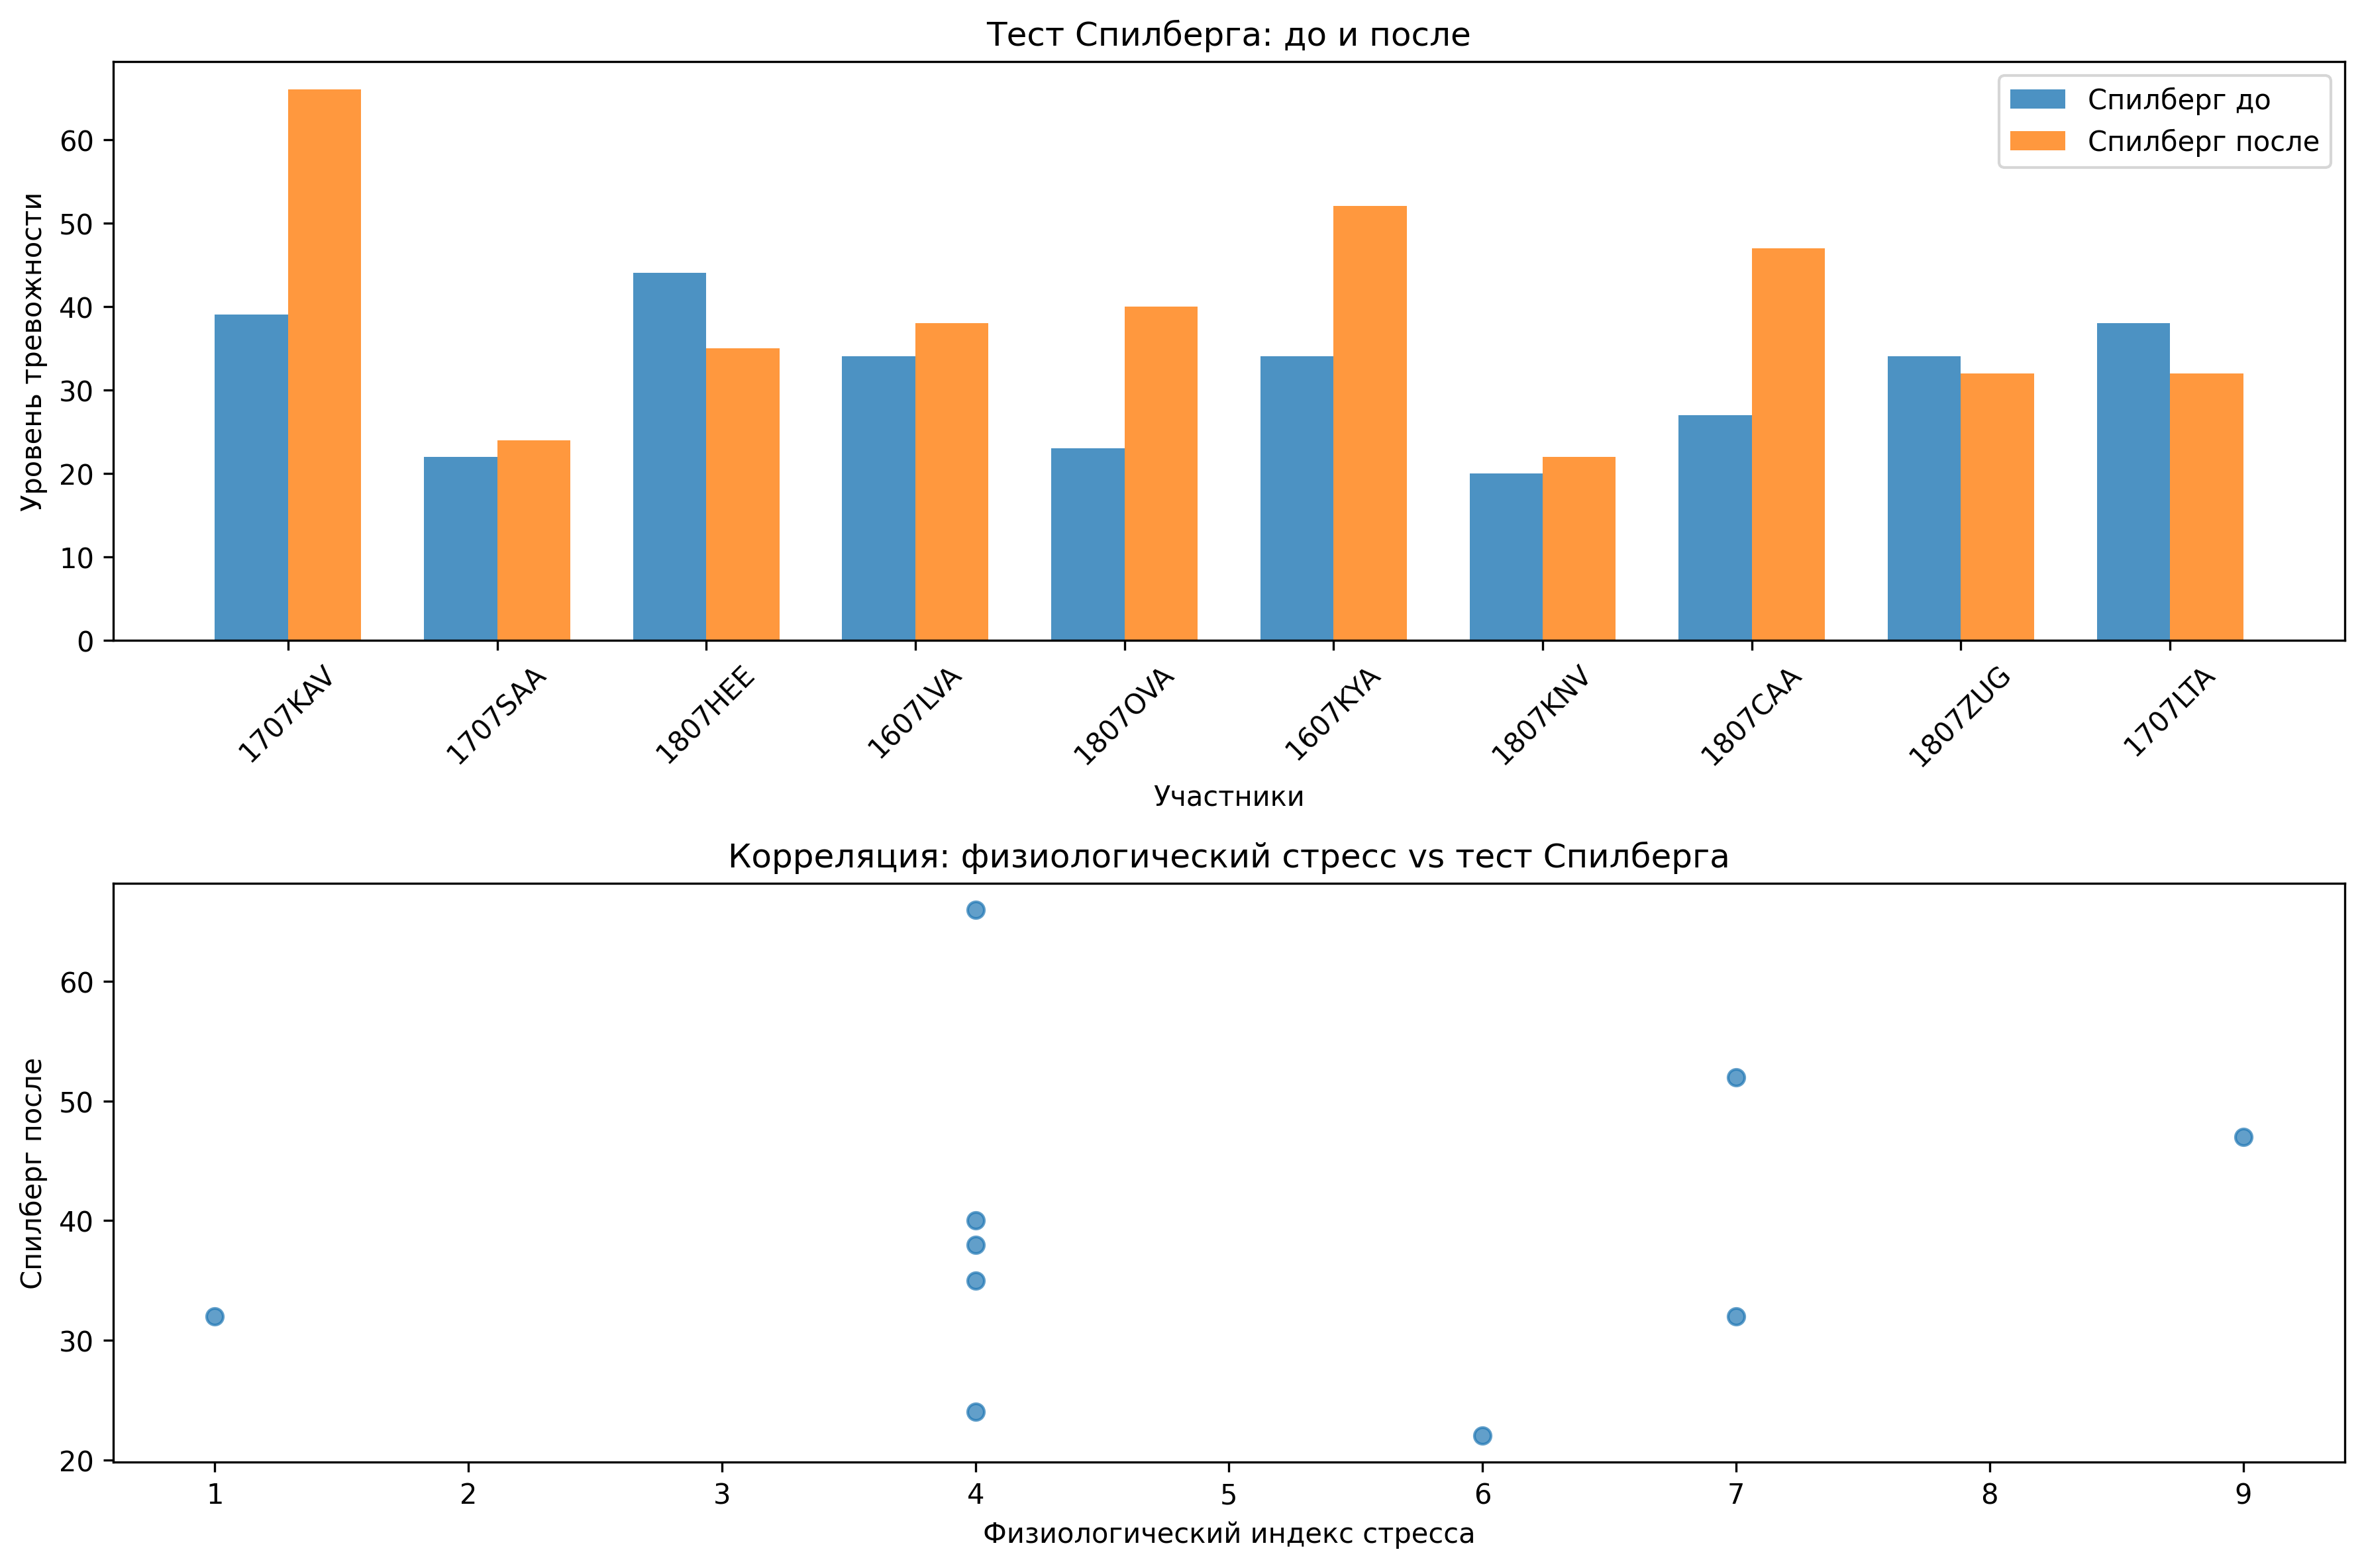 Тест Спилберга: до и после
Спилберг до
Спилберг после
Уровень тревожности
60
50
40
30
20
10
0
1707KAV
1707SAA
1807HEE
1607LVA
1807OVA
1607KYA
1807KNV
1807CAA
1807ZUG
1707LTA
Участники
Корреляция: физиологический стресс vs тест Спилберга
Спилберг после
60
50
40
30
20
1 2 3 4 5 6 7 8 9
Физиологический индекс стресса